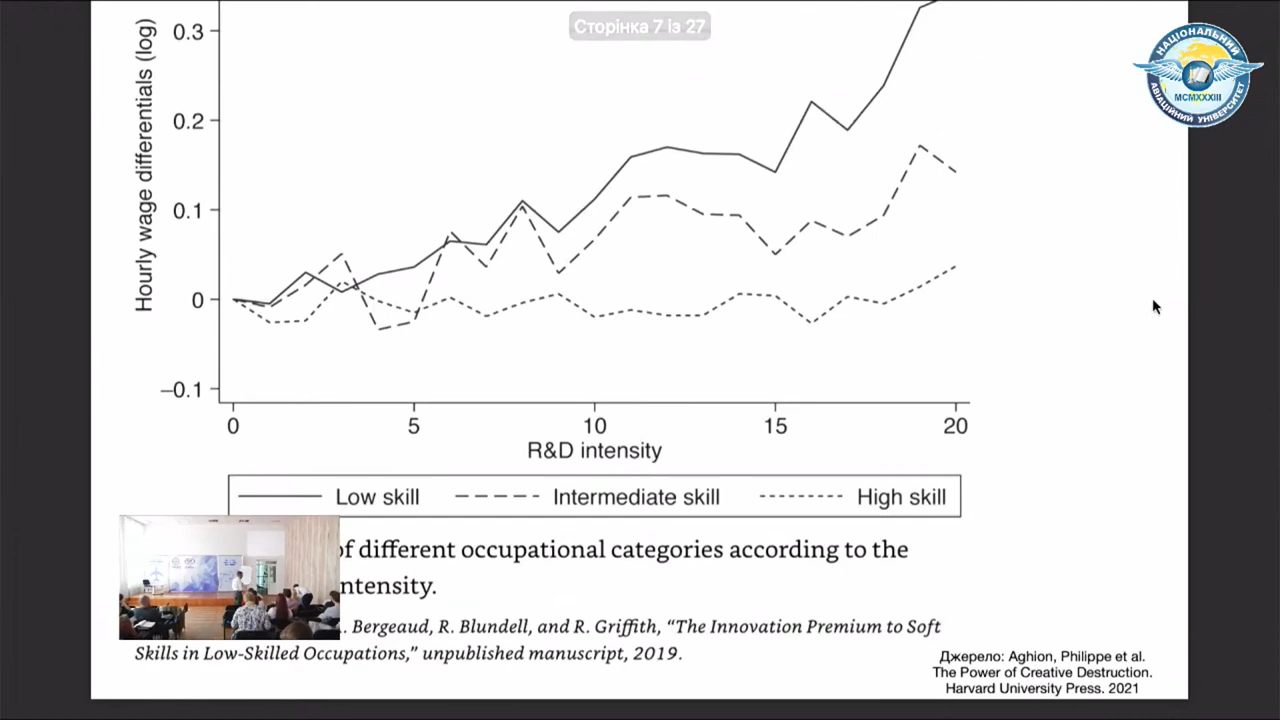 Сторінка 7 із 27
НАЦІОНАЛЬНИЙ
АВІАЦІЙНИЙ УНІВЕРСИТЕТ
MCMXXXIII
Hourly wage differentials (log)
0.3
0.2
0.1
0
−0.1
0 5 10 15 20
R&D intensity
Low skill Intermediate skill High skill
of different occupational categories according to the
intensity.
. Bergeaud, R. Blundell, and R. Griffith, “The Innovation Premium to Soft
Skills in Low-Skilled Occupations,” unpublished manuscript, 2019.
Джерело: Aghion, Philippe et al.
The Power of Creative Destruction.
Harvard University Press. 2021